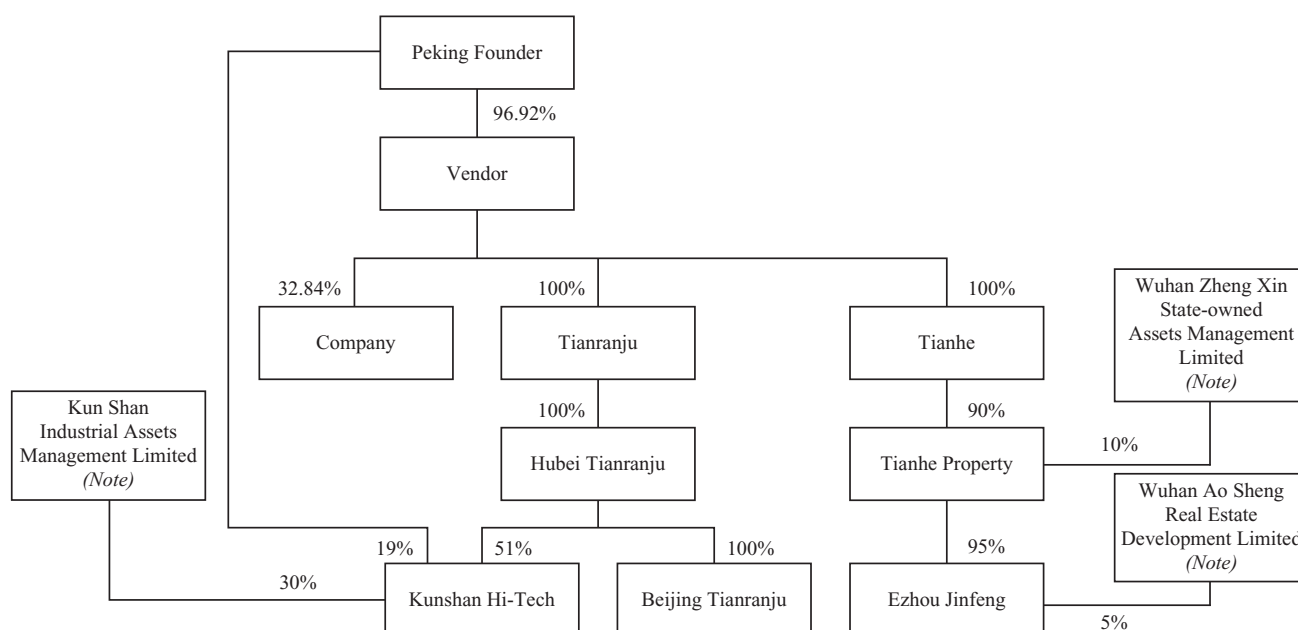 Peking Founder
96.92%
Vendor
32.84%
100%
100%
Company
Tianranju
Tianhe
Wuhan Zheng Xin
State-owned
Assets Management
Limited
(Note)
Kun Shan
Industrial Assets
Management Limited
(Note)
100%
90%
Hubei Tianranju
Tianhe Property
10%
Wuhan Ao Sheng
Real Estate
Development Limited
(Note)
19%
51%
100%
95%
30%
Kunshan Hi-Tech
Beijing Tianranju
Ezhou Jinfeng
5%